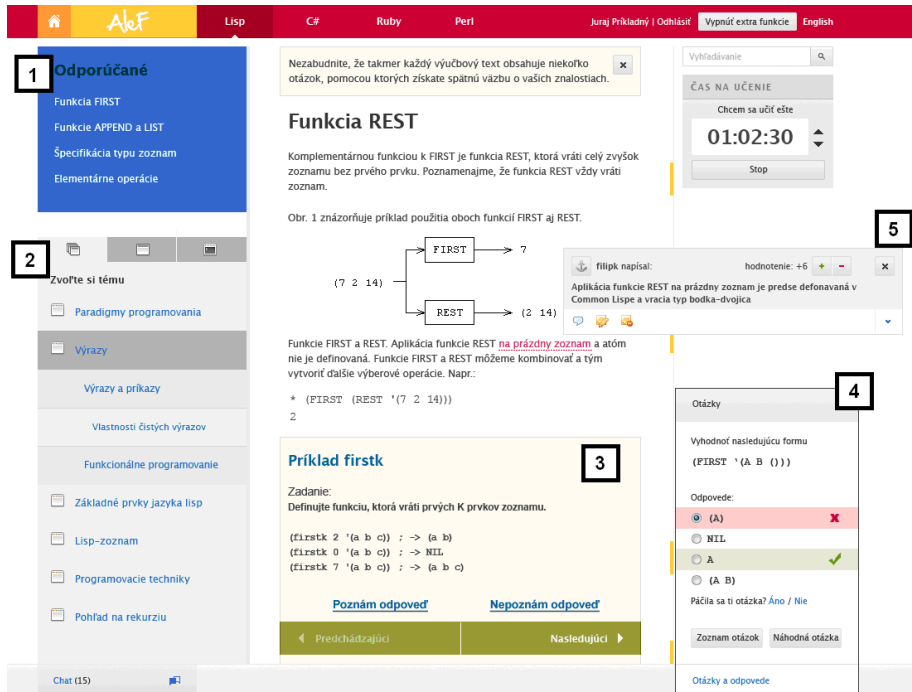 AleF
Lisp
C#
Ruby
Perl
Juraj Príkladný | Odhlásiť
Vypnúť extra funkcie
English
1
Odporúčané
Funkcia FIRST
Funkcie APPEND a LIST
Špecifikácia typu zoznam
Elementárne operácie
2
Zvoľte si tému
Paradigmy programovania
Výrazy
Výrazy a príkazy
Vlastnosti čistých výrazov
Funkcionálne programovanie
Základné prvky jazyka lisp
Lisp-zoznam
Programovacie techniky
Pohľad na rekurziu
Chat (15)
Nezabudnite, že takmer každý výučbový text obsahuje niekoľko
otázok, pomocou ktorých získate spätnú väzbu o vašich znalostiach.
Funkcia REST
Komplementárnou funkciou k FIRST je funkcia REST, ktorá vráti celý zvyšok
zoznamu bez prvého prvku. Poznamenajme, že funkcia REST vždy vráti
zoznam.
Obr. 1 znázorňuje príklad použitia oboch funkcií FIRST aj REST.
FIRST
7
(7 2 14)
REST
(2 14)
Funkcie FIRST a REST. Aplikácia funkcie REST na prázdny zoznam a atóm
nie je definovaná. Funkcie FIRST a REST môžeme kombinovať a tým
vytvoriť ďalšie výberové operácie. Napr.:
* (FIRST (REST '(7 2 14)))
2
Príklad firstk
3
Zadanie:
Definujte funkciu, ktorá vráti prvých K prvkov zoznamu.
(firstk 2 '(a b c)) ; -> (a b)
(firstk 0 '(a b c)) ; -> NIL
(firstk 7 '(a b c)) ; -> (a b c)
Poznám odpoveď
Nepoznám odpoveď
Predchádzajúci
Nasledujúci
Vyhľadávanie
ČAS NA UČENIE
Chcem sa učiť ešte
01:02:30
Stop
5
filipk napísal:
hodnotenie: +6 + -
Aplikácia funkcie REST na prázdny zoznam je predse defonavaná v
Common Lispe a vracia typ bodka-dvojica
4
Otázky
Vyhodnoť nasledujúcu formu
(FIRST '(A B ()))
Odpovede:
(A)
NIL
A
(A B)
Páčila sa ti otázka? Áno / Nie
Zoznam otázok
Náhodná otázka
Otázky a odpovede